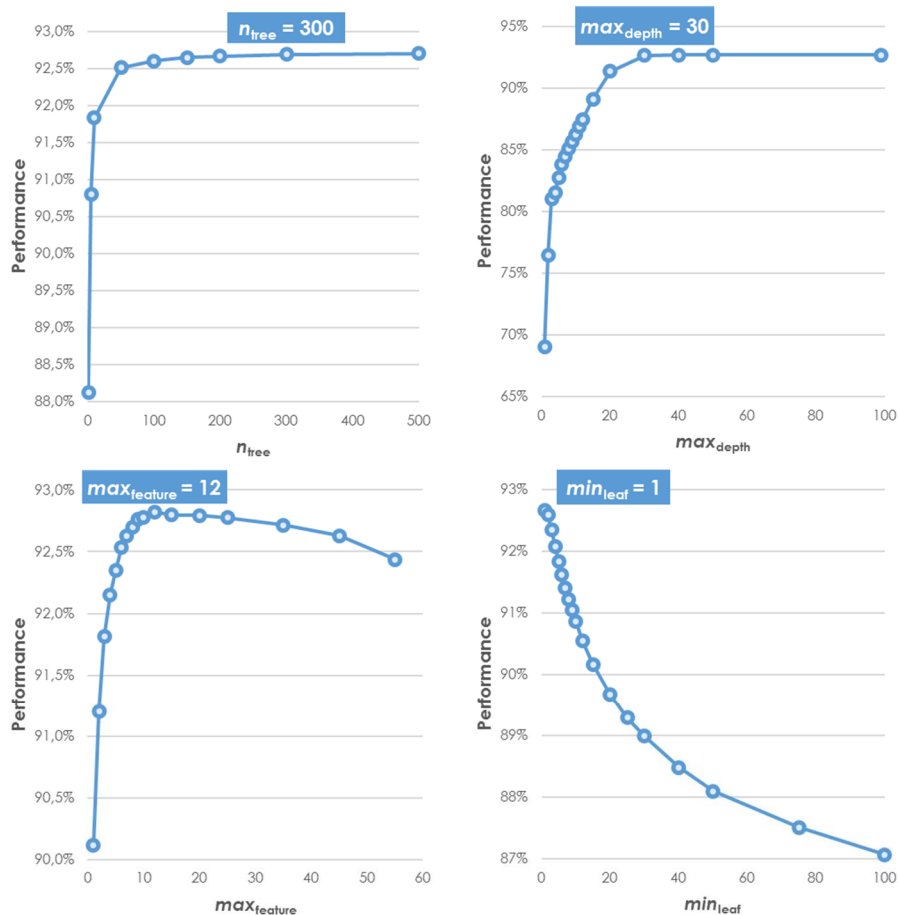 n_tree = 300
93,0%
92,5%
92,0%
91,5%
91,0%
90,5%
90,0%
89,5%
89,0%
88,5%
88,0%
Performance
0 100 200 300 400 500
n_tree
max_depth = 30
95%
90%
85%
80%
75%
70%
65%
Performance
0 20 40 60 80 100
max_depth
max_feature = 12
93,0%
92,5%
92,0%
91,5%
91,0%
90,5%
90,0%
Performance
0 10 20 30 40 50 60
max_feature
min_leaf = 1
93%
92%
91%
90%
89%
88%
87%
Performance
0 20 40 60 80 100
min_leaf